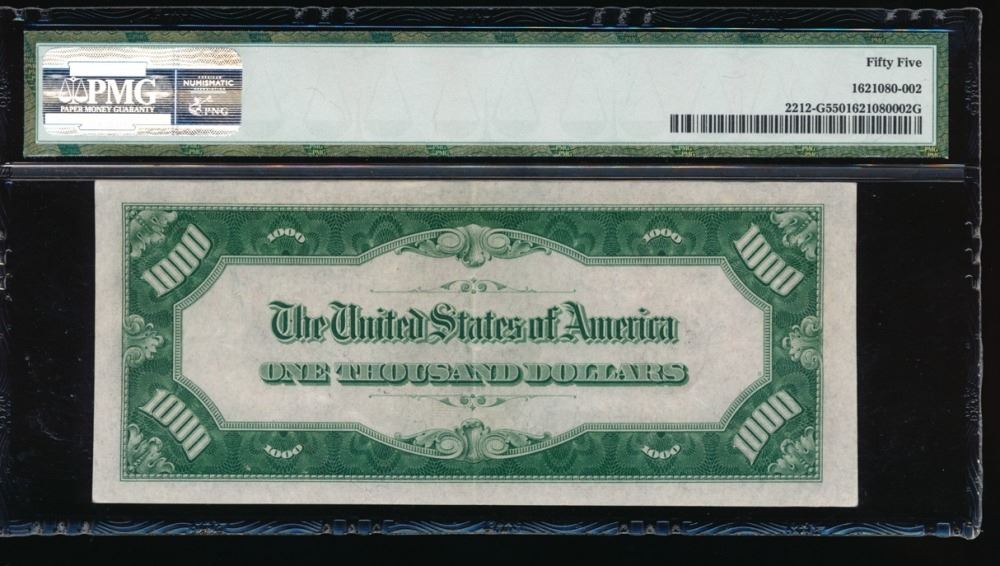 Fifty Five
1621080-002
2212-G5501621080002G
PMG
PAPER MONEY GUARANTY
NUMISMATIC
PNG
1000 1000
1000 1000
The United States of America
ONE THOUSAND DOLLARS
1000 1000
1000 1000